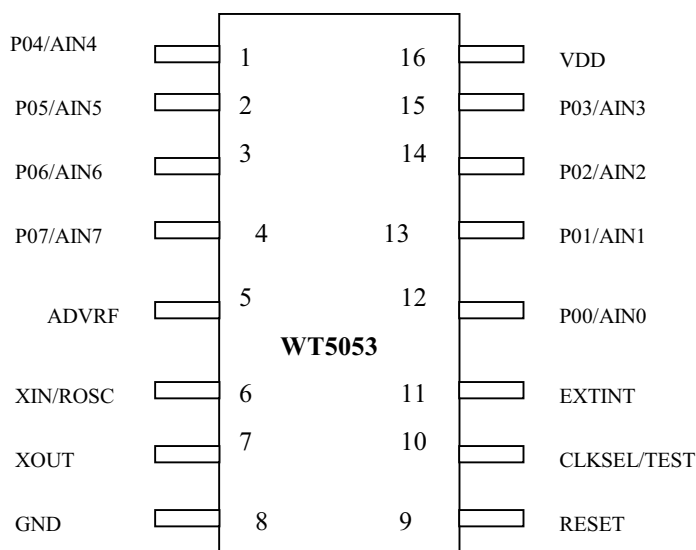 P04/AIN4 1 16 VDD
P05/AIN5 2 15 P03/AIN3
P06/AIN6 3 14 P02/AIN2
P07/AIN7 4 13 P01/AIN1
ADVRF 5 12 P00/AIN0
WT5053
XIN/ROSC 6 11 EXTINT
XOUT 7 10 CLKSEL/TEST
GND 8 9 RESET